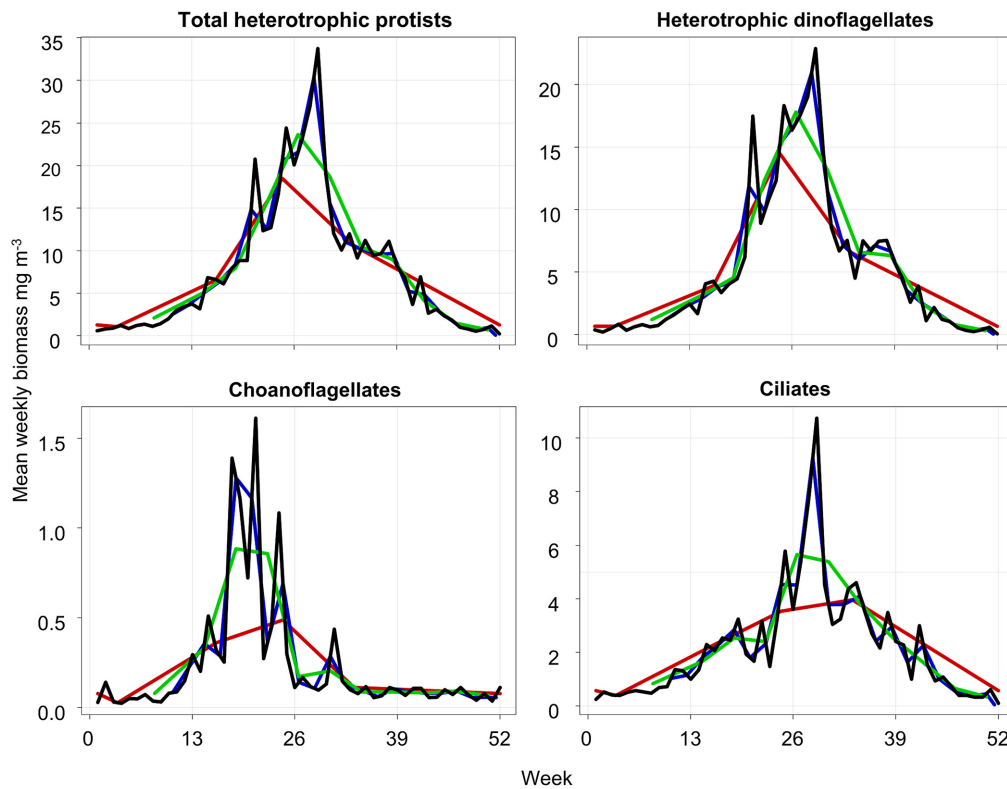 Total heterotrophic protists
Heterotrophic dinoflagellates
35
30
25
20
15
10
5
0
20
15
10
5
0
Mean weekly biomass mg m⁻³
Choanoflagellates
Ciliates
1.5
1.0
0.5
0.0
10
8
6
4
2
0
0 13 26 39 52
0 13 26 39 52
Week